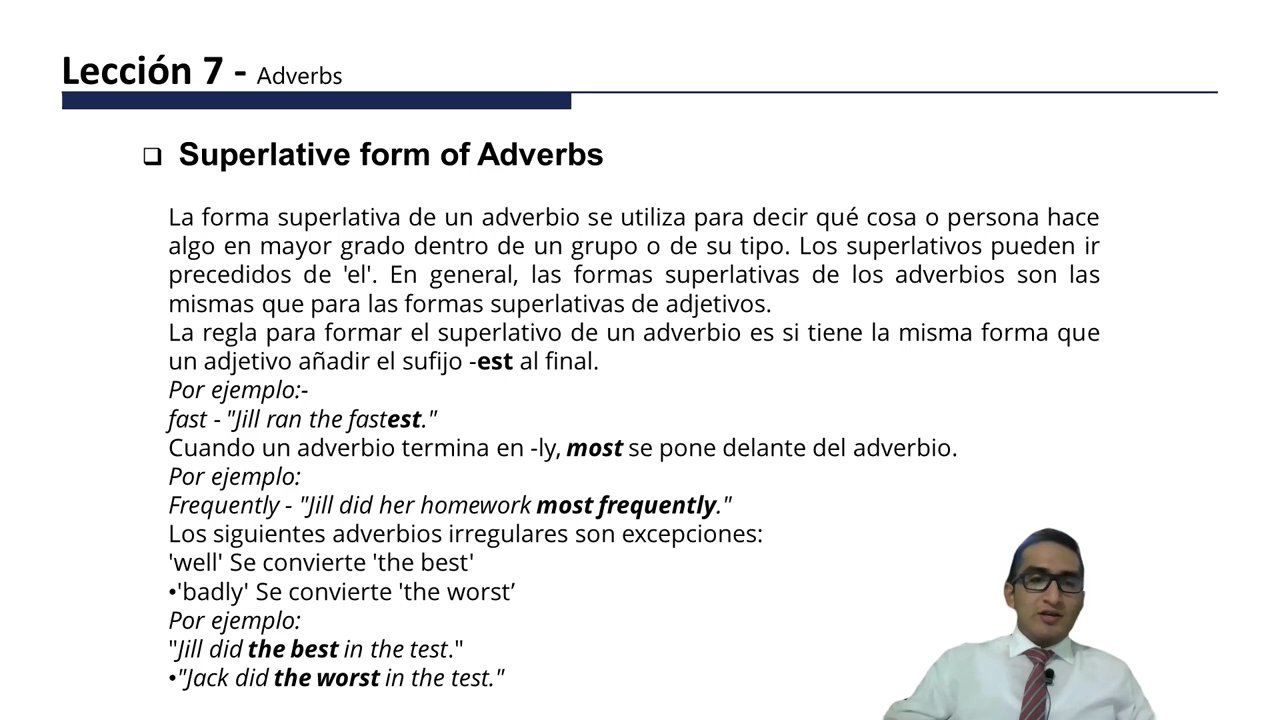 Lección 7 - Adverbs
❑ Superlative form of Adverbs
La forma superlativa de un adverbio se utiliza para decir qué cosa o persona hace
algo en mayor grado dentro de un grupo o de su tipo. Los superlativos pueden ir
precedidos de 'el'. En general, las formas superlativas de los adverbios son las
mismas que para las formas superlativas de adjetivos.
La regla para formar el superlativo de un adverbio es si tiene la misma forma que
un adjetivo añadir el sufijo -est al final.
Por ejemplo:-
fast - "Jill ran the fastest."
Cuando un adverbio termina en -ly, most se pone delante del adverbio.
Por ejemplo:
Frequently - "Jill did her homework most frequently."
Los siguientes adverbios irregulares son excepciones:
'well' Se convierte 'the best'
•'badly' Se convierte 'the worst’
Por ejemplo:
"Jill did the best in the test."
•"Jack did the worst in the test."